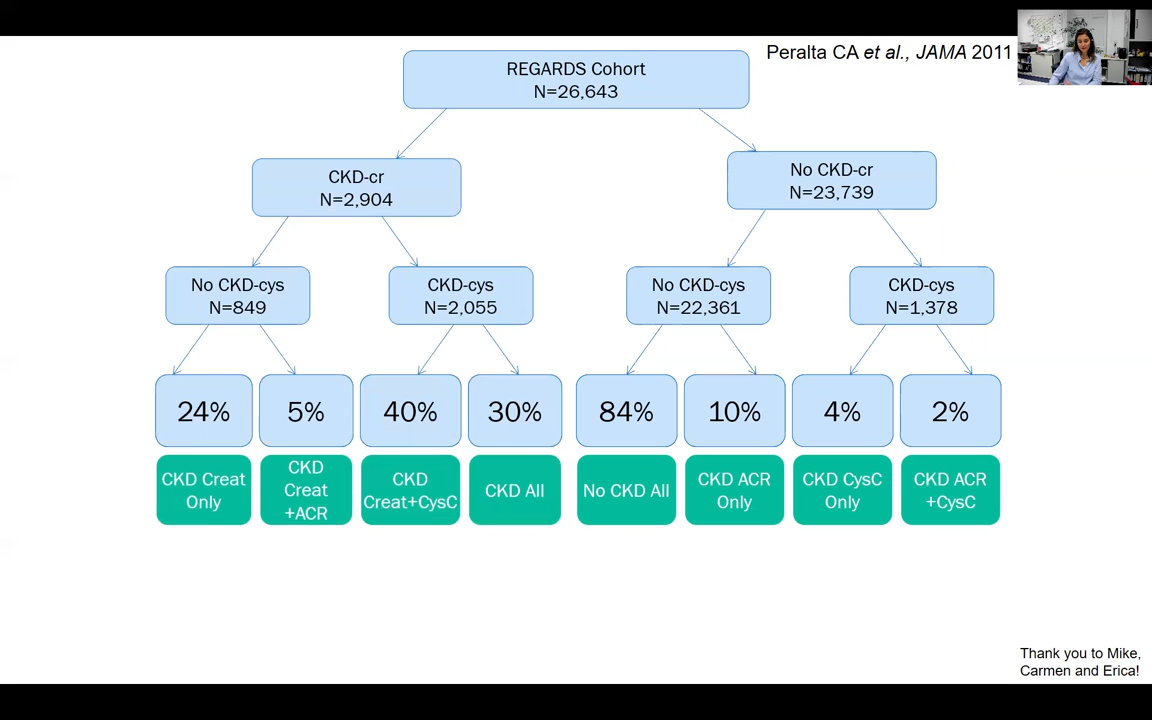 Peralta CA et al., JAMA 2011
REGARDS Cohort
N=26,643
CKD-cr
N=2,904
No CKD-cr
N=23,739
No CKD-cys
N=849
CKD-cys
N=2,055
No CKD-cys
N=22,361
CKD-cys
N=1,378
24%
5%
40%
30%
84%
10%
4%
2%
CKD Creat
Only
CKD
Creat
+ACR
CKD
Creat+CysC
CKD All
No CKD All
CKD ACR
Only
CKD CysC
Only
CKD ACR
+CysC
Thank you to Mike,
Carmen and Erica!